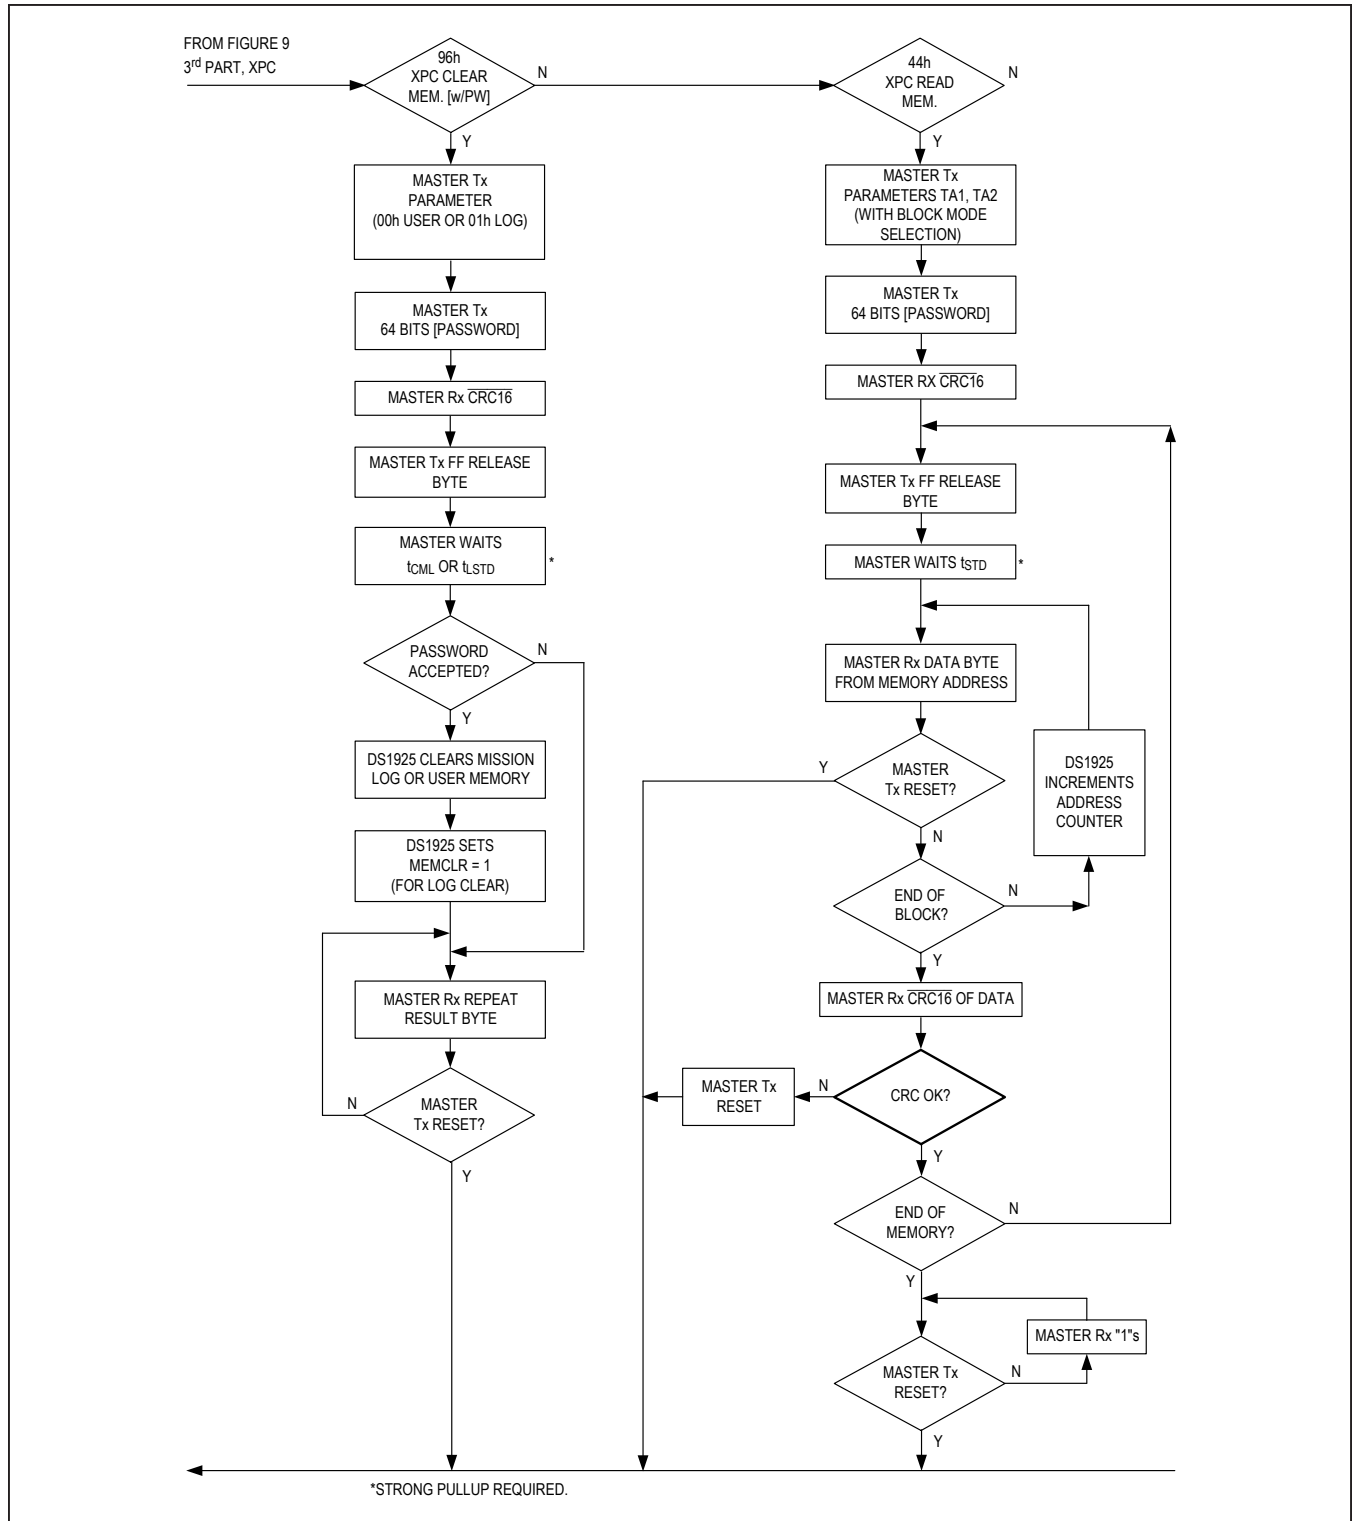 FROM FIGURE 9
3rd PART, XPC
96h
XPC CLEAR
MEM. [w/PW]
N
Y
MASTER Tx
PARAMETER
(00h USER OR 01h LOG)
MASTER Tx
64 BITS [PASSWORD]
MASTER Rx CRC16
MASTER Tx FF RELEASE
BYTE
MASTER WAITS
tCML OR tLSTD
*
PASSWORD
ACCEPTED?
N
Y
DS1925 CLEARS MISSION
LOG OR USER MEMORY
DS1925 SETS
MEMCLR = 1
(FOR LOG CLEAR)
MASTER Rx REPEAT
RESULT BYTE
MASTER
Tx RESET?
N
Y
44h
XPC READ
MEM.
N
Y
MASTER Tx
PARAMETERS TA1, TA2
(WITH BLOCK MODE
SELECTION)
MASTER Tx
64 BITS [PASSWORD]
MASTER RX CRC16
MASTER Tx FF RELEASE
BYTE
MASTER WAITS tSTD
*
MASTER Rx DATA BYTE
FROM MEMORY ADDRESS
MASTER
Tx RESET?
Y
N
DS1925
INCREMENTS
ADDRESS
COUNTER
END OF
BLOCK?
N
Y
MASTER Rx CRC16 OF DATA
CRC OK?
N
MASTER Tx
RESET
Y
END OF
MEMORY?
N
Y
MASTER Rx "1"s
MASTER Tx
RESET?
N
Y
*STRONG PULLUP REQUIRED.